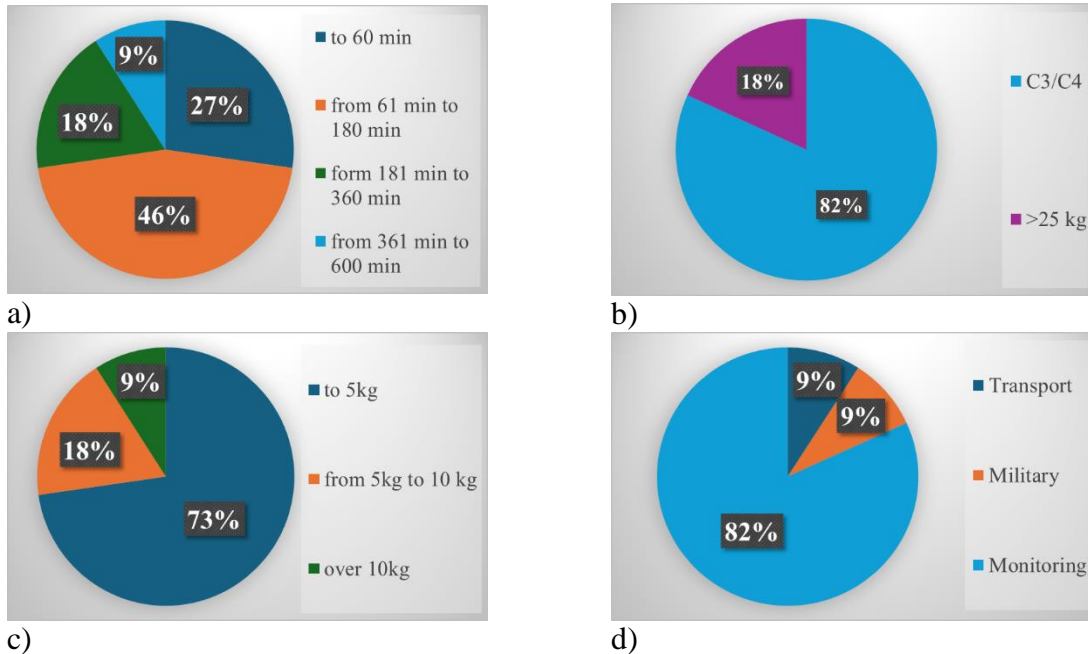 9%
27%
18%
46%
to 60 min
from 61 min to
180 min
form 181 min to
360 min
from 361 min to
600 min
a)
18%
82%
C3/C4
>25 kg
b)
9%
18%
73%
to 5kg
from 5kg to 10 kg
over 10kg
c)
9%
9%
82%
Transport
Military
Monitoring
d)